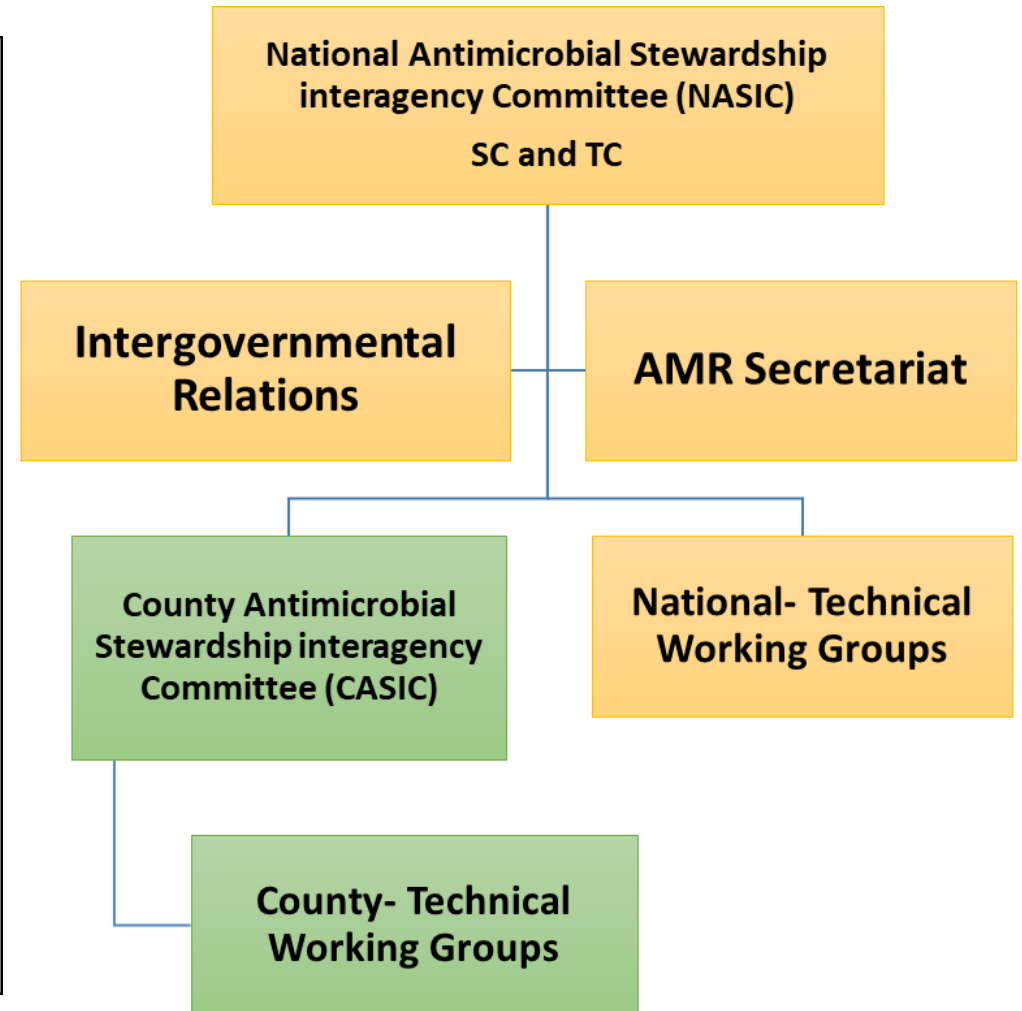 National Antimicrobial Stewardship
interagency Committee (NASIC)
SC and TC
Intergovernmental
Relations
AMR Secretariat
County Antimicrobial
Stewardship interagency
Committee (CASIC)
National- Technical
Working Groups
County- Technical
Working Groups